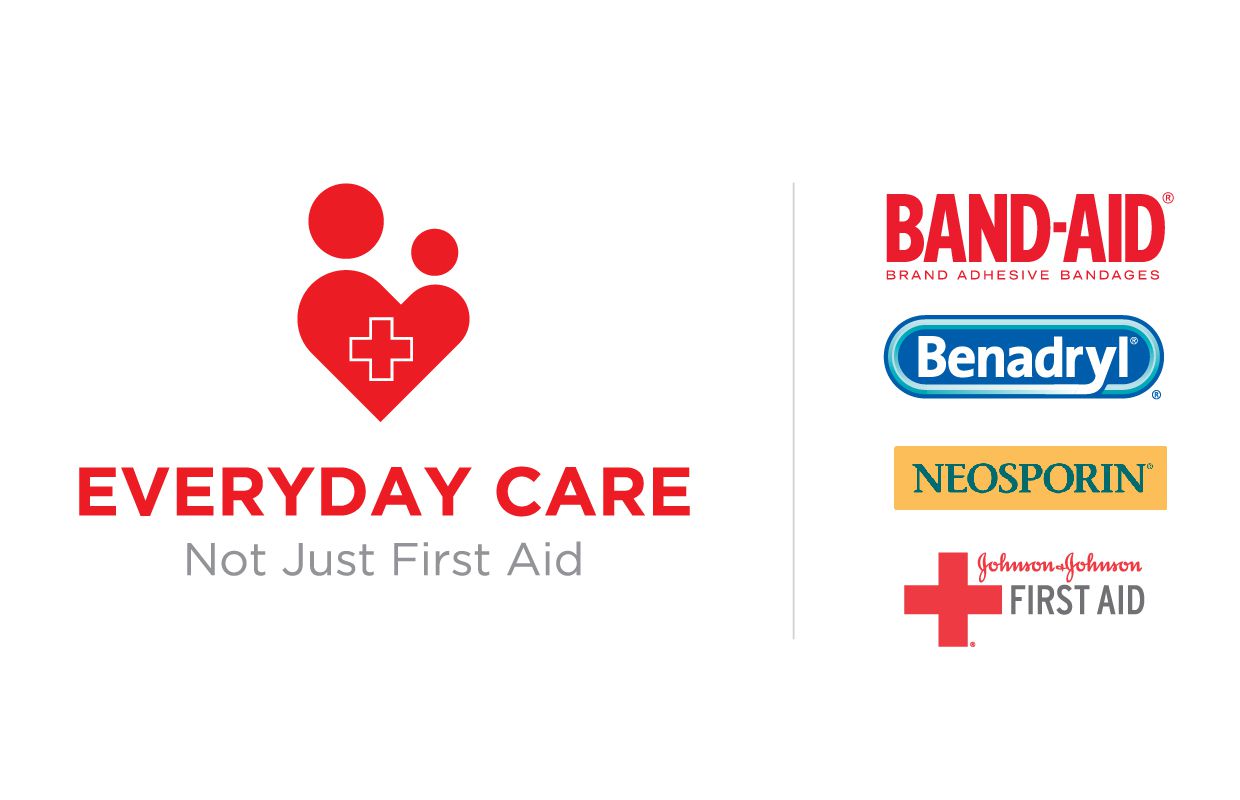 EVERYDAY CARE
Not Just First Aid
BAND-AID®
BRAND ADHESIVE BANDAGES
Benadryl®
®
NEOSPORIN®
Johnson & Johnson
FIRST AID
®